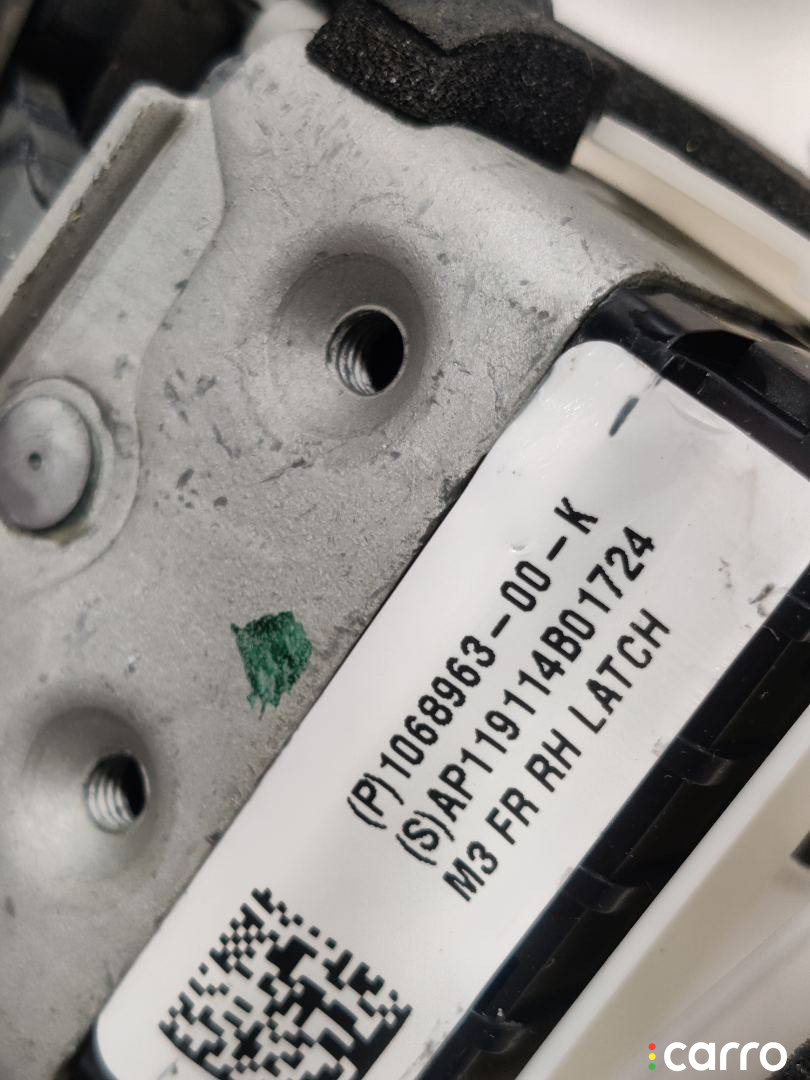 (P)1068963-00-K
(S)AP119114B01724
M3 FR RH LATCH
carro